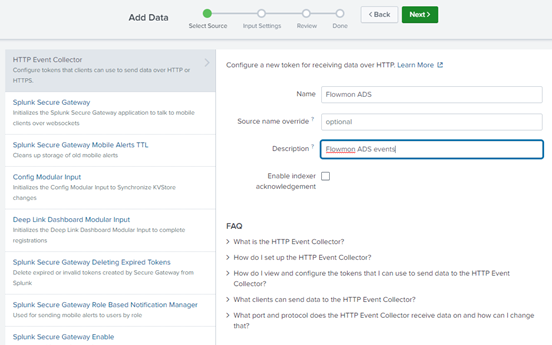 Add Data
Select Source
Input Settings
Review
Done
< Back
Next >
HTTP Event Collector
Configure tokens that clients can use to send data over HTTP or
HTTPS.
Splunk Secure Gateway
Initializes the Splunk Secure Gateway application to talk to mobile
clients over websockets
Splunk Secure Gateway Mobile Alerts TTL
Cleans up storage of old mobile alerts
Config Modular Input
Initializes the Config Modular Input to Synchronize KVStore
changes
Deep Link Dashboard Modular Input
Initializes the Deep Link Dashboard Modular Input to complete
registrations
Splunk Secure Gateway Deleting Expired Tokens
Delete expired or invalid tokens created by Secure Gateway from
Splunk
Splunk Secure Gateway Role Based Notification Manager
Used for sending mobile alerts to users by role
Splunk Secure Gateway Enable
Configure a new token for receiving data over HTTP. Learn More
Name
Flowmon ADS
Source name override ?
optional
Description ?
Flowmon ADS events
Enable indexer
acknowledgement
FAQ
> What is the HTTP Event Collector?
> How do I set up the HTTP Event Collector?
> How do I view and configure the tokens that I can use to send data to the HTTP Event
Collector?
> What clients can send data to the HTTP Event Collector?
> What port and protocol does the HTTP Event Collector receive data on and how can I change
that?